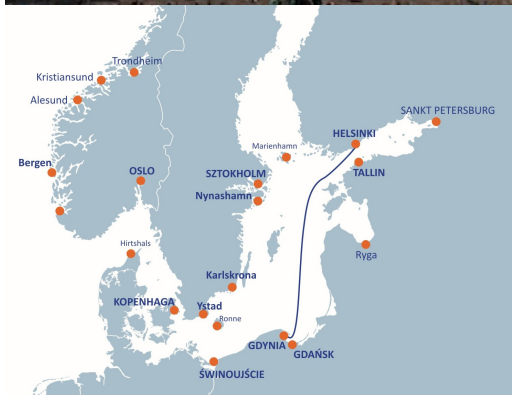 Trondheim
Kristiansund
Alesund
SANKT PETERSBURG
HELSINKI
Marienhamn
Bergen
OSLO
TALLIN
SZTOKHOLM
Nynashamn
Hirtshals
Ryga
Karlskrona
KOPENHAGA
Ystad
Ronne
GDYNIA
GDAŃSK
ŚWINOUJŚCIE